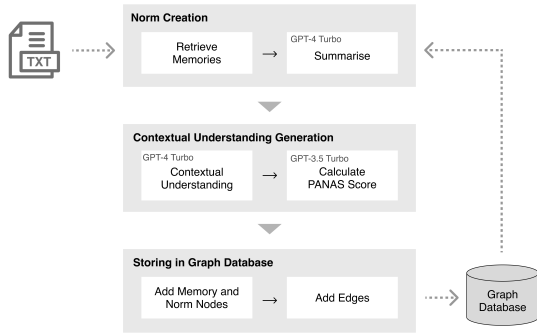 Norm Creation
TXT
Retrieve
Memories
→
GPT-4 Turbo
Summarise
Contextual Understanding Generation
GPT-4 Turbo
Contextual
Understanding
→
GPT-3.5 Turbo
Calculate
PANAS Score
Storing in Graph Database
Add Memory and
Norm Nodes
→
Add Edges
Graph
Database